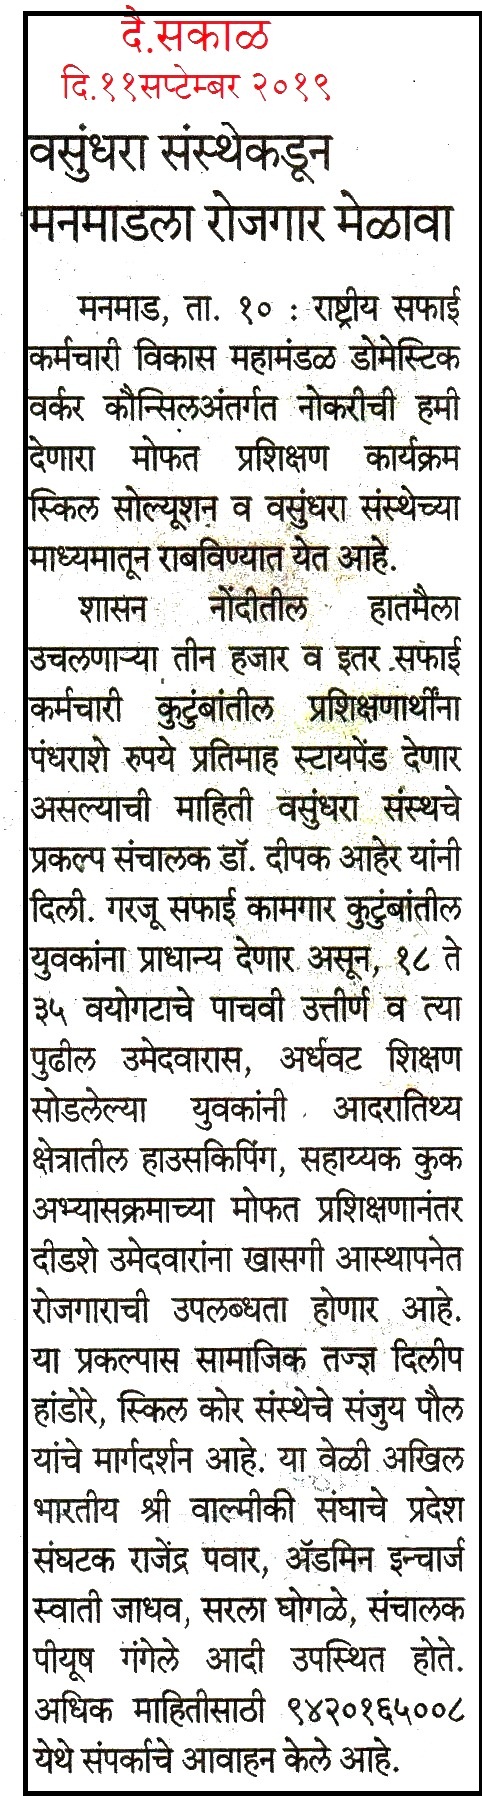 दै.सकाळ
दि.११सप्टेम्बर २०१९
वसुंधरा संस्थेकडून
मनमाडला रोजगार मेळावा
मनमाड, ता. १० : राष्ट्रीय सफाई
कर्मचारी विकास महामंडळ डोमेस्टिक
वर्कर कौन्सिलअंतर्गत नोकरीची हमी
देणारा मोफत प्रशिक्षण कार्यक्रम
स्किल सोल्यूशन व वसुंधरा संस्थेच्या
माध्यमातून राबविण्यात येत आहे.
शासन नोंदीतील हातमैला
उचलणाऱ्या तीन हजार व इतर सफाई
कर्मचारी कुटुंबांतील प्रशिक्षणार्थींना
पंधराशे रुपये प्रतिमाह स्टायपेंड देणार
असल्याची माहिती वसुंधरा संस्थचे
प्रकल्प संचालक डॉ. दीपक आहेर यांनी
दिली. गरजू सफाई कामगार कुटुंबांतील
युवकांना प्राधान्य देणार असून, १८ ते
३५ वयोगटाचे पाचवी उत्तीर्ण व त्या
पुढील उमेदवारास, अर्धवट शिक्षण
सोडलेल्या युवकांनी आदरातिथ्य
क्षेत्रातील हाउसकिपिंग, सहाय्यक कुक
अभ्यासक्रमाच्या मोफत प्रशिक्षणानंतर
दीडशे उमेदवारांना खासगी आस्थापनेत
रोजगाराची उपलब्धता होणार आहे.
या प्रकल्पास सामाजिक तज्ज्ञ दिलीप
हांडोरे, स्किल कोर संस्थेचे संजुय पौल
यांचे मार्गदर्शन आहे. या वेळी अखिल
भारतीय श्री वाल्मीकी संघाचे प्रदेश
संघटक राजेंद्र पवार, ॲडमिन इन्चार्ज
स्वाती जाधव, सरला घोगळे, संचालक
पीयूष गंगेले आदी उपस्थित होते.
अधिक माहितीसाठी ९४२०१६५००८
येथे संपर्काचे आवाहन केले आहे.